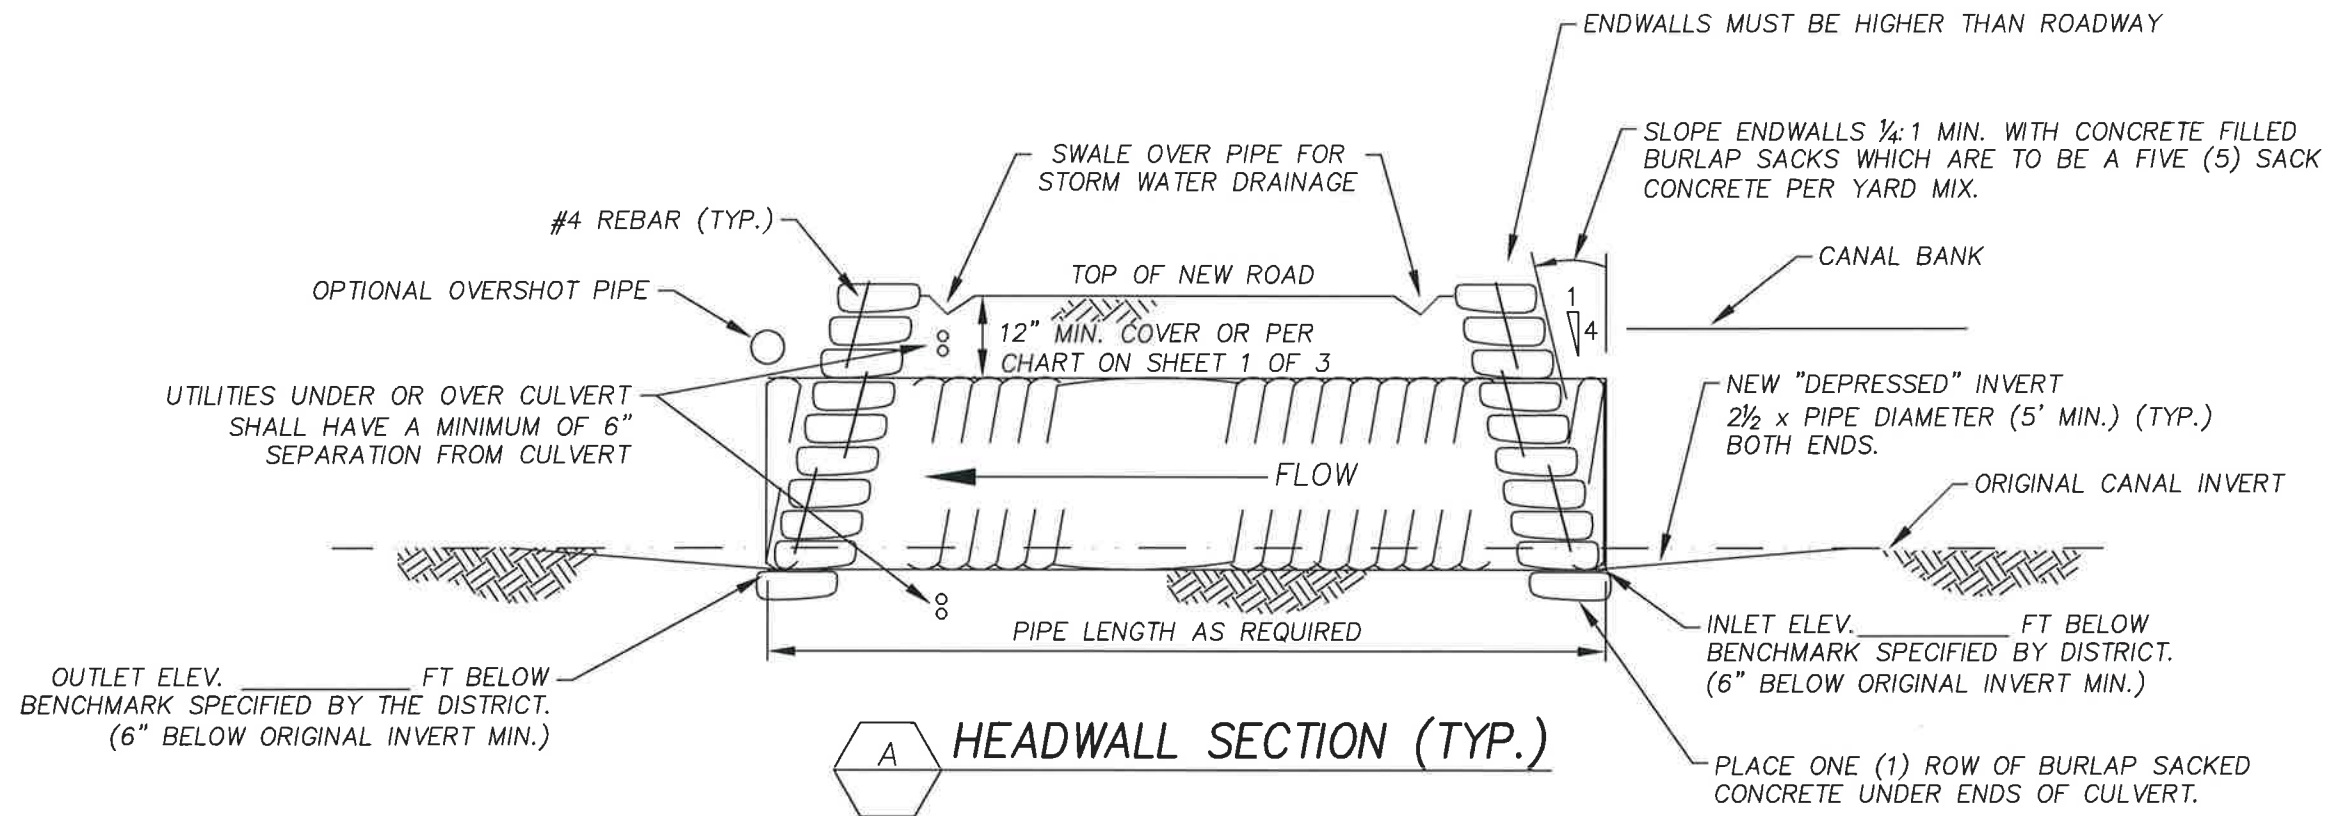 ENDWALLS MUST BE HIGHER THAN ROADWAY
SLOPE ENDWALLS ¼:1 MIN. WITH CONCRETE FILLED
BURLAP SACKS WHICH ARE TO BE A FIVE (5) SACK
CONCRETE PER YARD MIX.
SWALE OVER PIPE FOR
STORM WATER DRAINAGE
#4 REBAR (TYP.)
CANAL BANK
TOP OF NEW ROAD
OPTIONAL OVERSHOT PIPE
1
4
12" MIN. COVER OR PER
CHART ON SHEET 1 OF 3
UTILITIES UNDER OR OVER CULVERT
SHALL HAVE A MINIMUM OF 6"
SEPARATION FROM CULVERT
NEW "DEPRESSED" INVERT
2½ x PIPE DIAMETER (5' MIN.) (TYP.)
BOTH ENDS.
FLOW
ORIGINAL CANAL INVERT
PIPE LENGTH AS REQUIRED
INLET ELEV. ____________ FT BELOW
BENCHMARK SPECIFIED BY DISTRICT.
(6" BELOW ORIGINAL INVERT MIN.)
OUTLET ELEV. ____________ FT BELOW
BENCHMARK SPECIFIED BY THE DISTRICT.
(6" BELOW ORIGINAL INVERT MIN.)
A HEADWALL SECTION (TYP.)
PLACE ONE (1) ROW OF BURLAP SACKED
CONCRETE UNDER ENDS OF CULVERT.